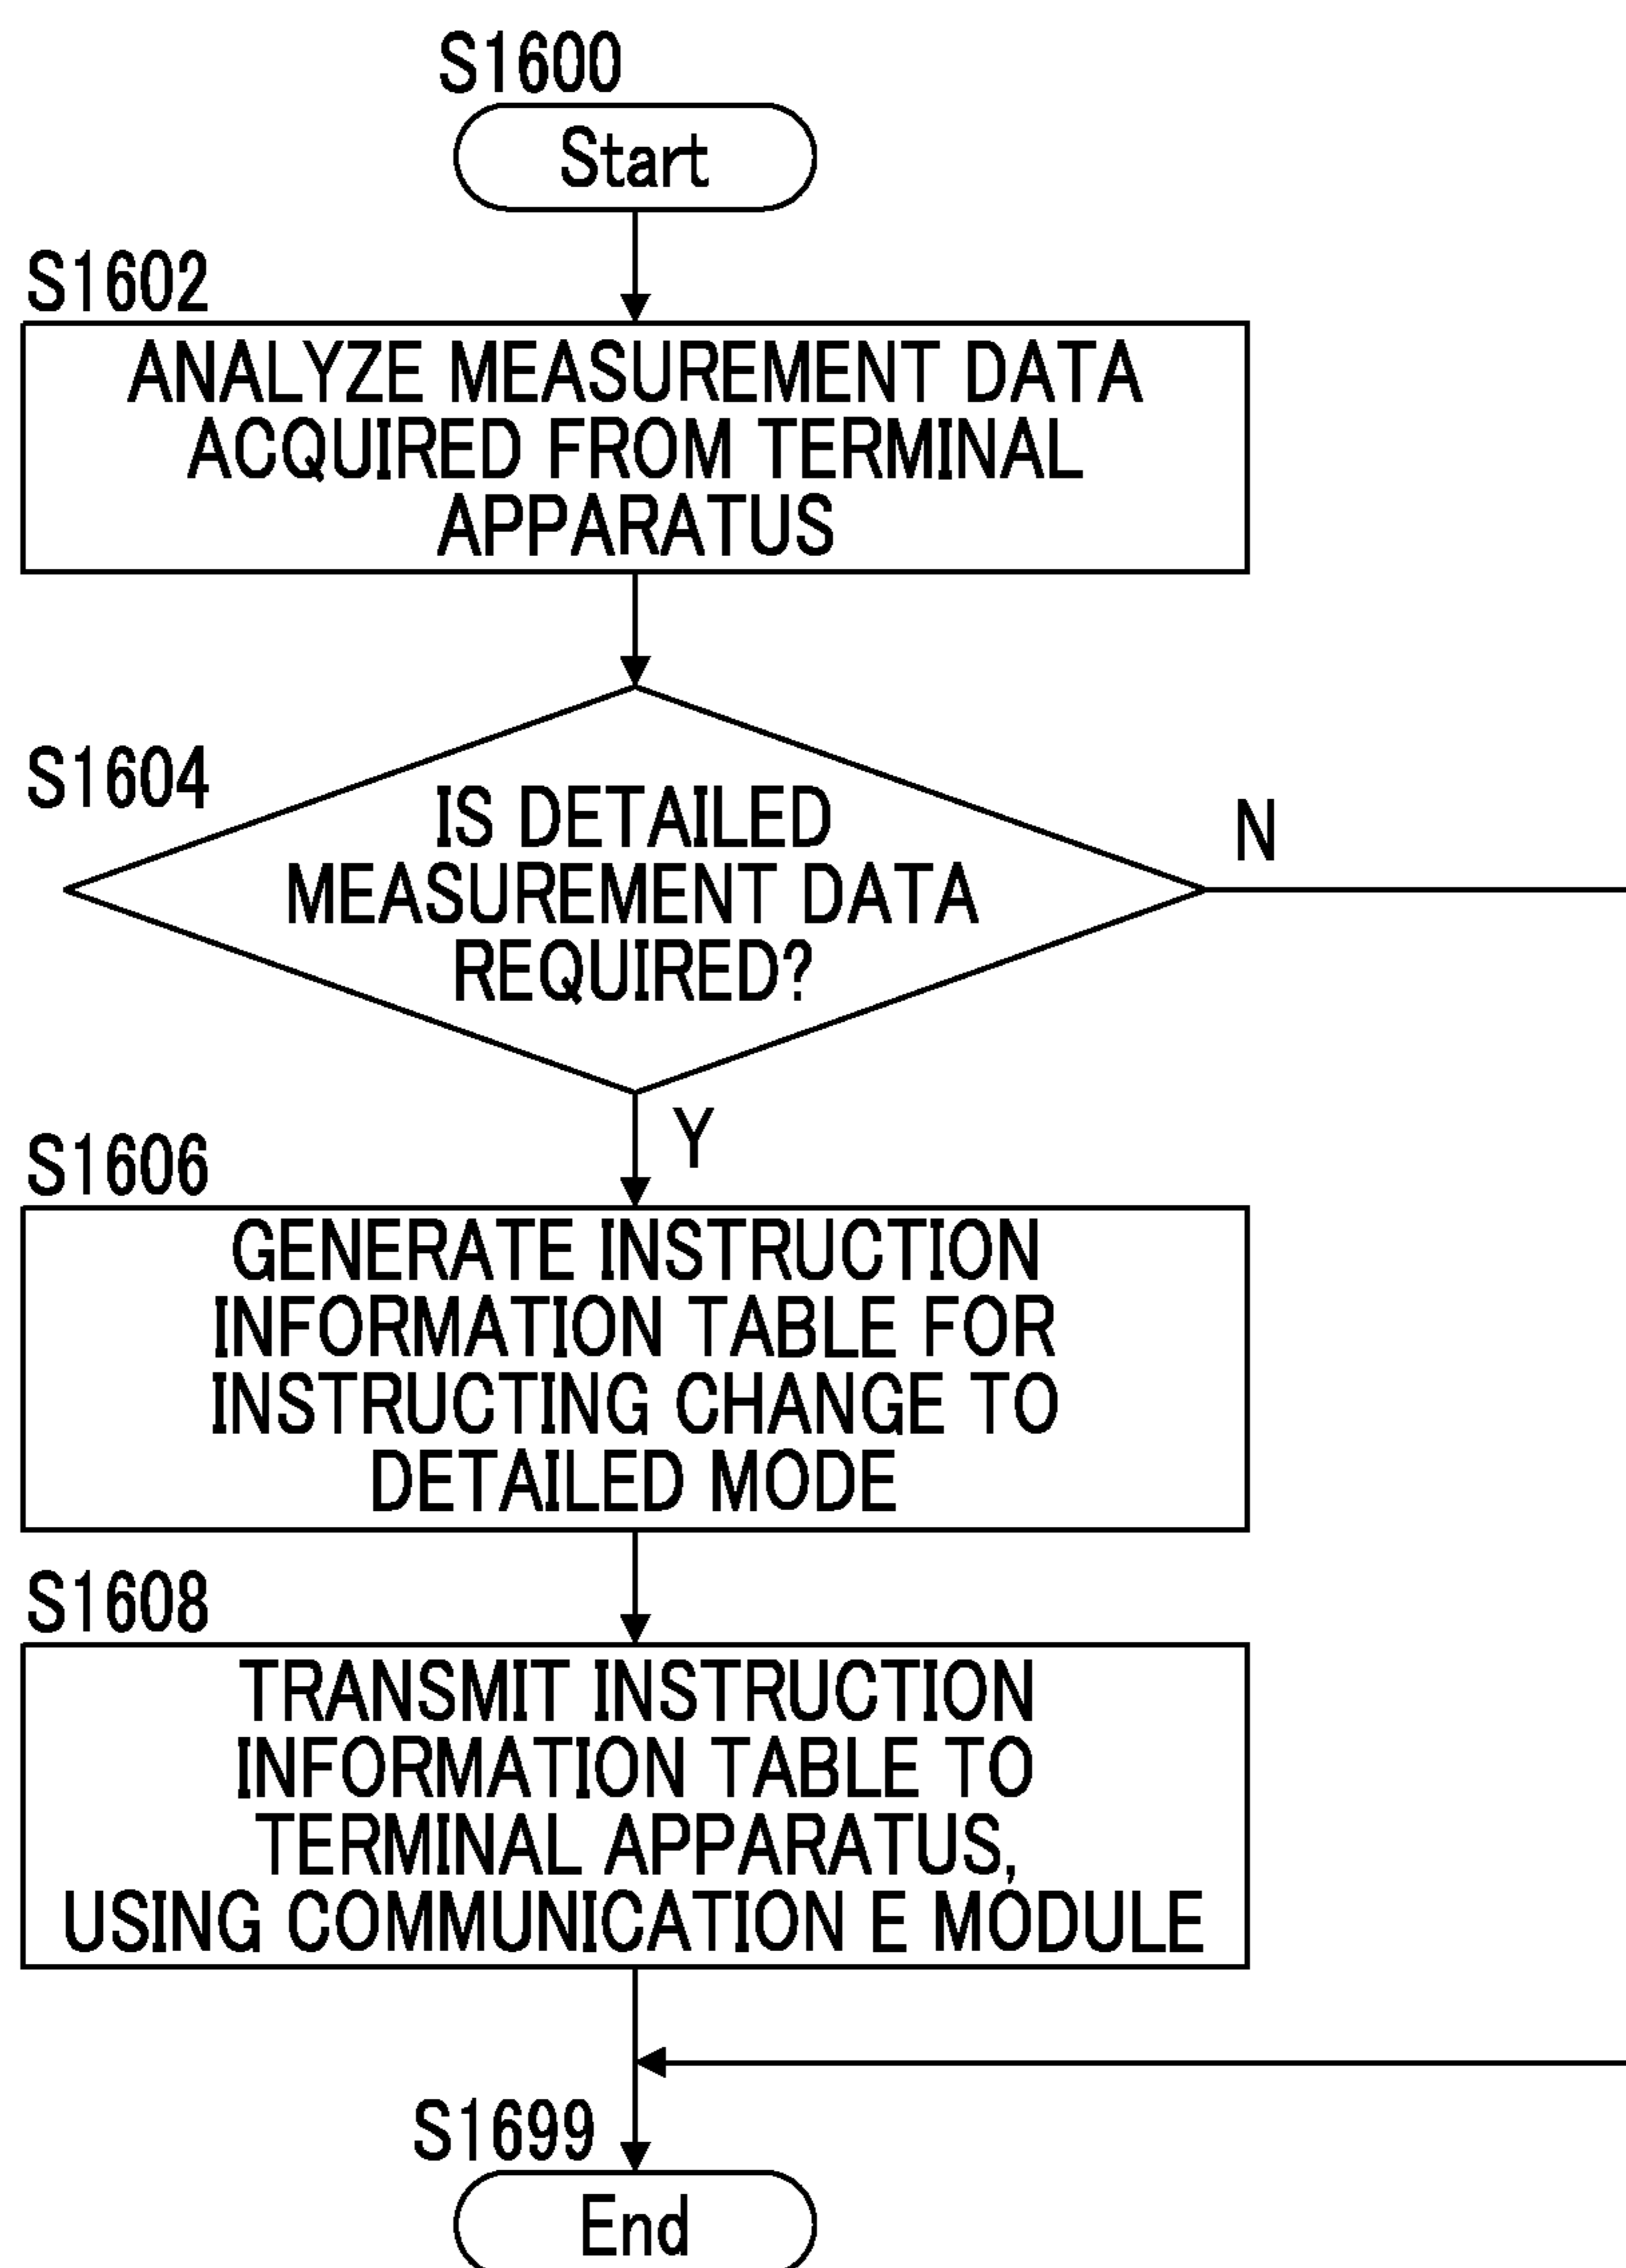 S1600
Start
S1602
ANALYZE MEASUREMENT DATA
ACQUIRED FROM TERMINAL
APPARATUS
S1604
IS DETAILED
MEASUREMENT DATA
REQUIRED?
N
Y
S1606
GENERATE INSTRUCTION
INFORMATION TABLE FOR
INSTRUCTING CHANGE TO
DETAILED MODE
S1608
TRANSMIT INSTRUCTION
INFORMATION TABLE TO
TERMINAL APPARATUS,
USING COMMUNICATION E MODULE
S1699
End